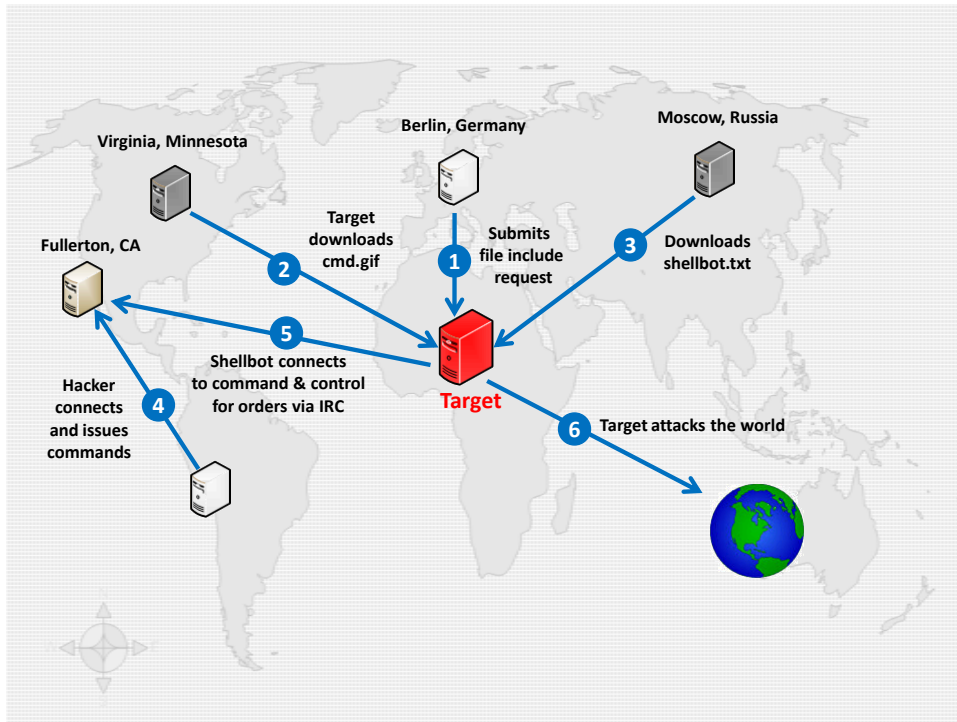 Berlin, Germany
Moscow, Russia
Virginia, Minnesota
Fullerton, CA
Target
downloads
cmd.gif
2
1
Submits
file include
request
3
Downloads
shellbot.txt
5
Shellbot connects
to command & control
for orders via IRC
Target
Hacker
connects
and issues
commands
4
6
Target attacks the world
N
W
E
S